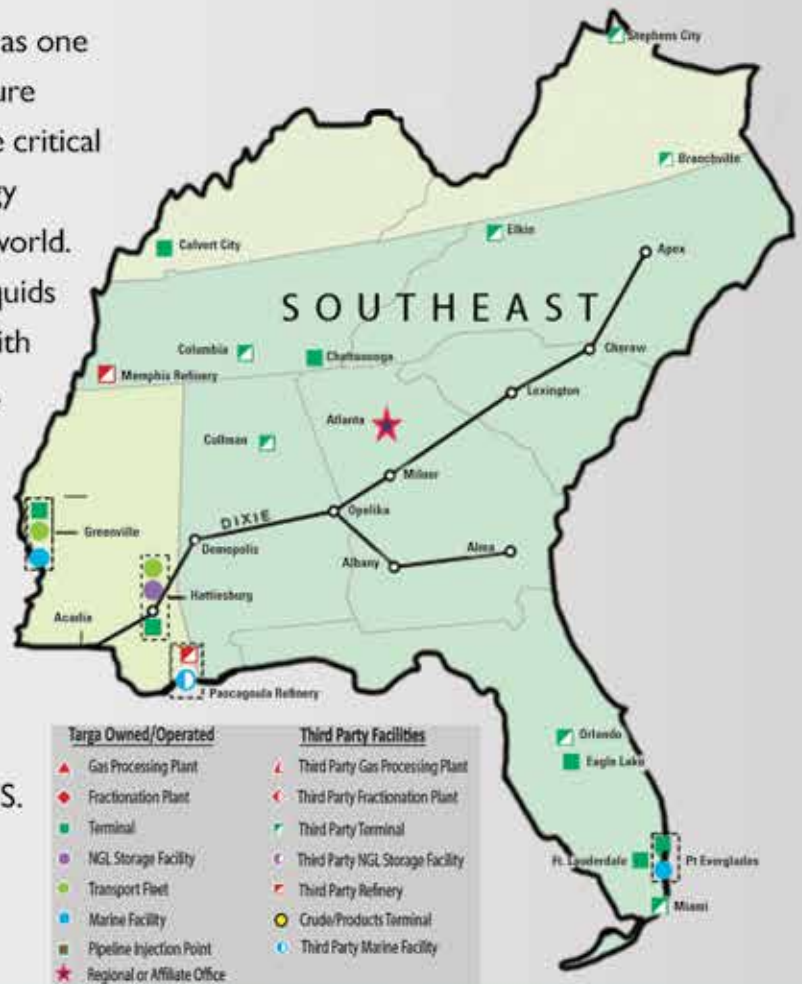 as one
ure
e critical
gy
world.
quids
ith
S.
Stephens City
Branchville
Calvert City
Elkin
Apex
SOUTHEAST
Columbia
Chattanooga
Cheraw
Memphis Refinery
Lexington
Atlanta
Cullman
Milner
Opelika
DIXIE
Greenville
Demopolis
Albany
Alma
Hattiesburg
Acadia
Pascagoula Refinery
Orlando
Eagle Lake
Ft. Lauderdale
Pt Everglades
Miami
Targa Owned/Operated
Gas Processing Plant
Fractionation Plant
Terminal
NGL Storage Facility
Transport Fleet
Marine Facility
Pipeline Injection Point
Regional or Affiliate Office
Third Party Facilities
Third Party Gas Processing Plant
Third Party Fractionation Plant
Third Party Terminal
Third Party NGL Storage Facility
Third Party Refinery
Crude/Products Terminal
Third Party Marine Facility